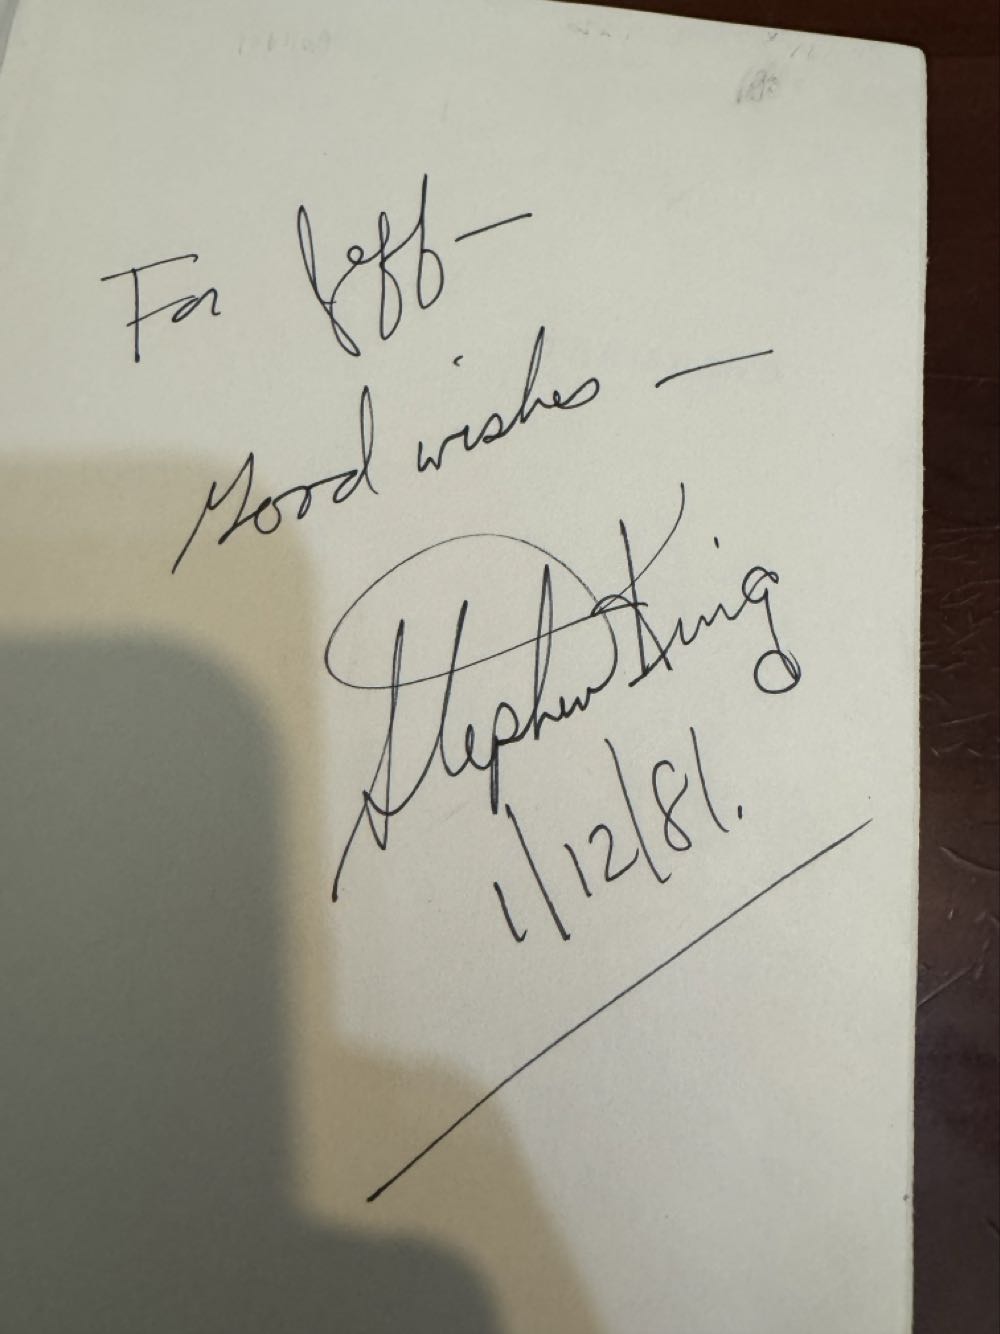 For Jeff—
Good wishes—
Stephen King
1/12/81.